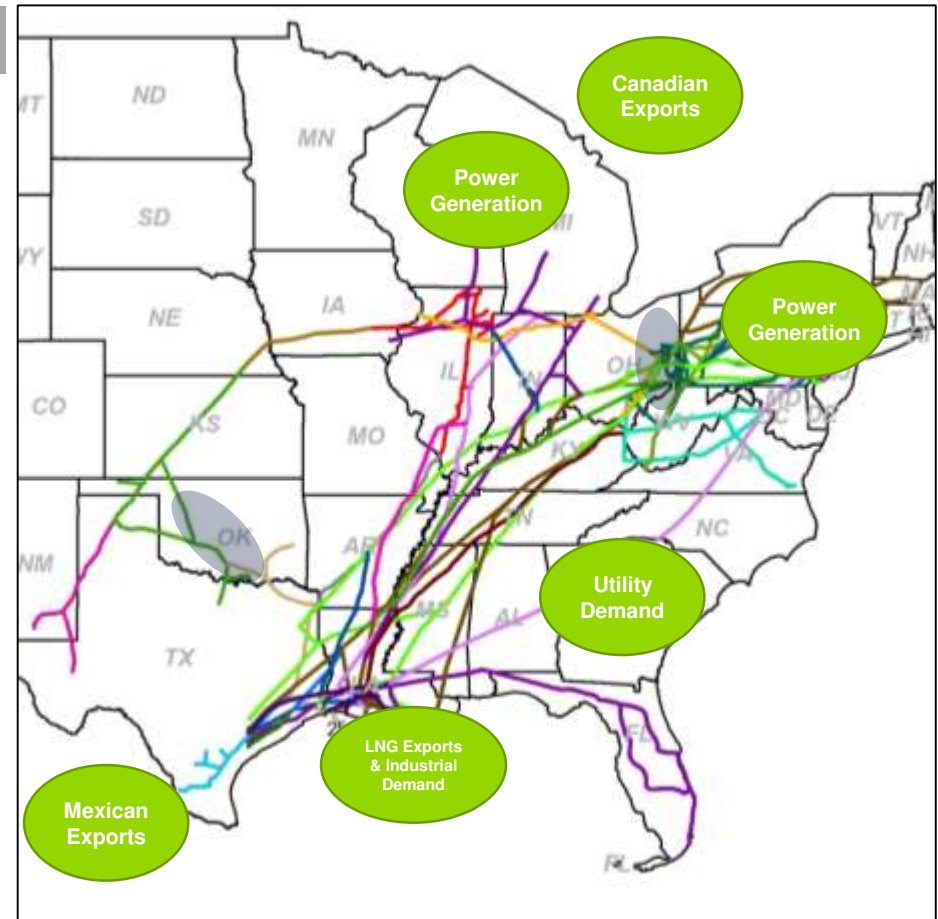 Canadian
Exports
ND
MN
Power
Generation
MI
SD
VT
NH
IA
NE
Power
Generation
IL
OH
CO
KS
MO
KY
VA
OK
TN
NC
NM
AR
Utility
Demand
MS
AL
TX
LNG Exports
& Industrial
Demand
FL
Mexican
Exports